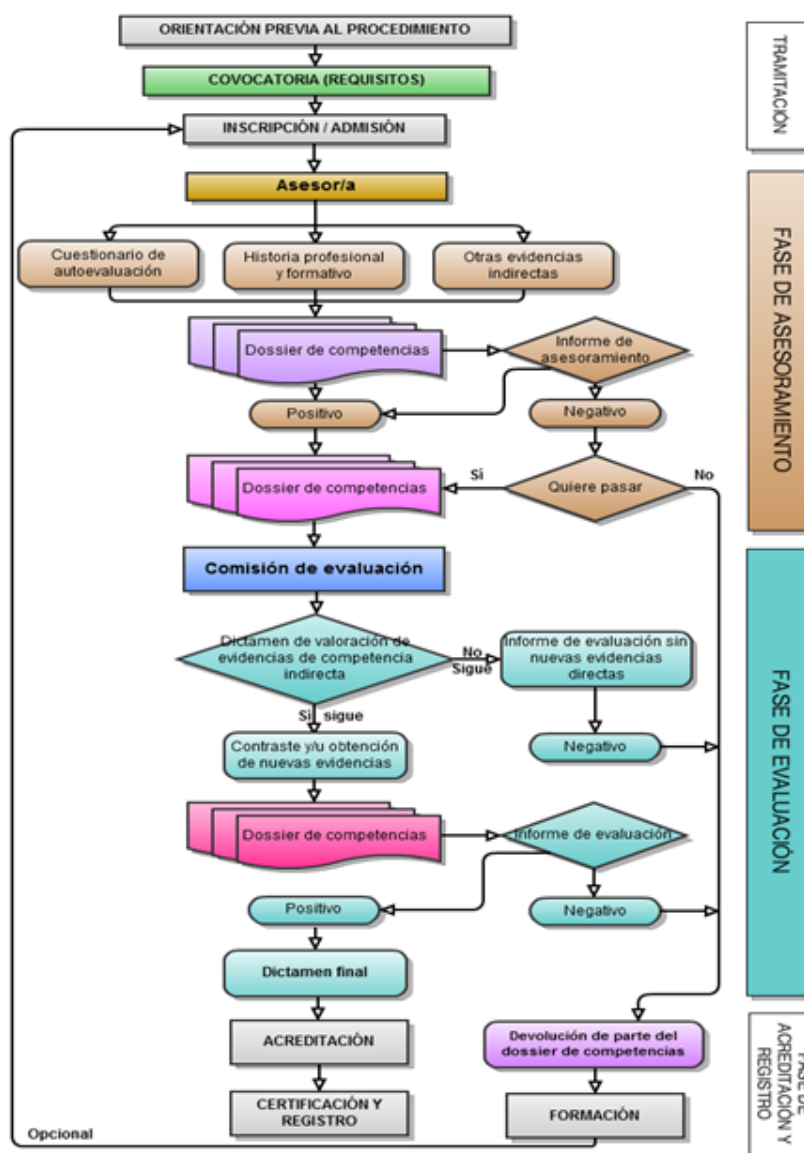 ORIENTACIÓN PREVIA AL PROCEDIMIENTO
COVOCATORIA (REQUISITOS)
INSCRIPCIÓN / ADMISIÓN
TRAMITACIÓN
Asesor/a
Cuestionario de
autoevaluación
Historia profesional
y formativo
Otras evidencias
indirectas
Dossier de competencias
Informe de
asesoramiento
Positivo
Negativo
Dossier de competencias
Si
Quiere pasar
No
FASE DE ASESORAMIENTO
Comisión de evaluación
Dictamen de valoración de
evidencias de competencia
indirecta
No
Sigue
Informe de evaluación sin
nuevas evidencias
directas
Si sigue
Negativo
Contraste y/u obtención
de nuevas evidencias
Dossier de competencias
Informe de evaluación
Positivo
Negativo
Dictamen final
FASE DE EVALUACIÓN
ACREDITACIÓN
Devolución de parte del
dossier de competencias
CERTIFICACIÓN Y
REGISTRO
FORMACIÓN
FASE DE
ACREDITACIÓN Y
REGISTRO
Opcional